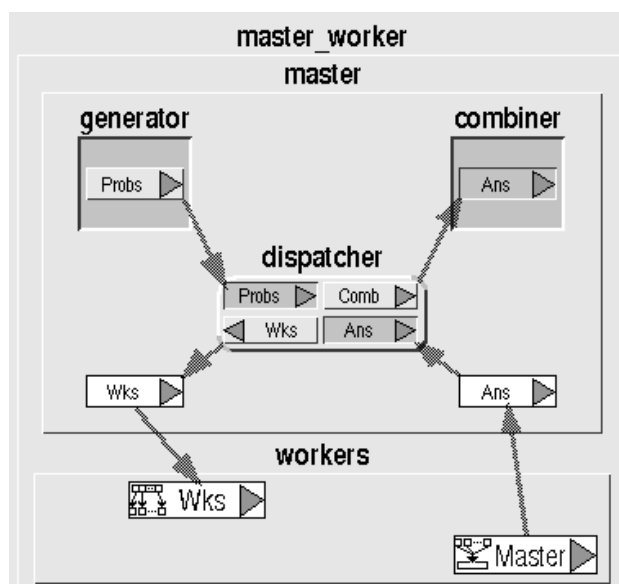 master_worker
master
generator
combiner
Probs
Ans
dispatcher
Probs
Comb
Wks
Ans
Wks
Ans
workers
Wks
Master